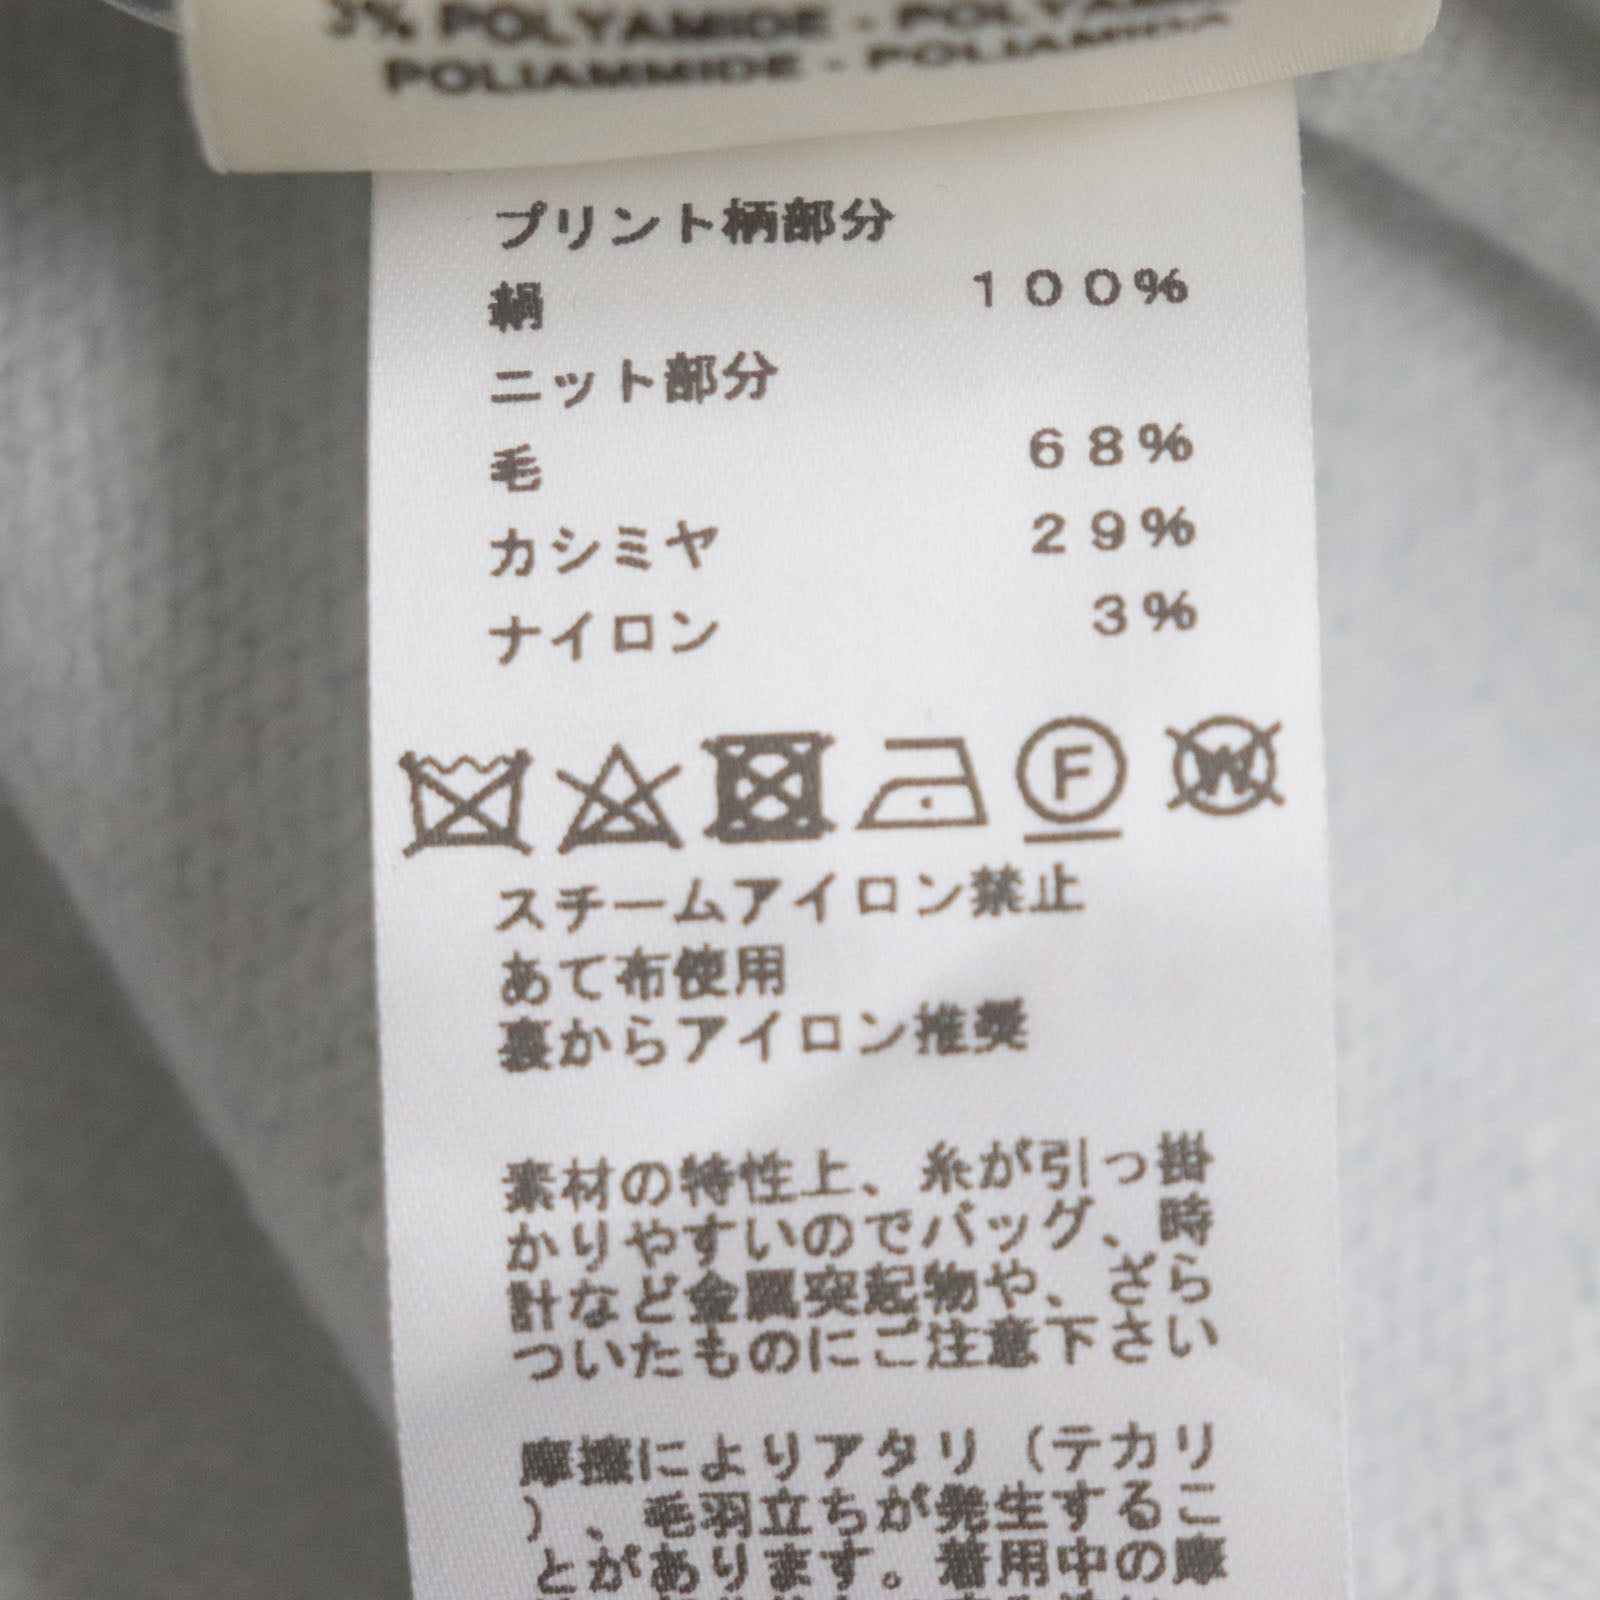 3% POLYAMIDE - POLYAMID
POLIAMMIDE - POLIAMIDA
プリント柄部分
絹 100%
ニット部分
毛 68%
カシミヤ 29%
ナイロン 3%
F W
スチームアイロン禁止
あて布使用
裏からアイロン推奨
素材の特性上、糸が引っ掛
かりやすいのでバッグ、時
計など金属突起物や、ざら
ついたものにご注意下さい
摩擦によりアタリ（テカリ
）、毛羽立ちが発生するこ
とがあります。着用中の摩